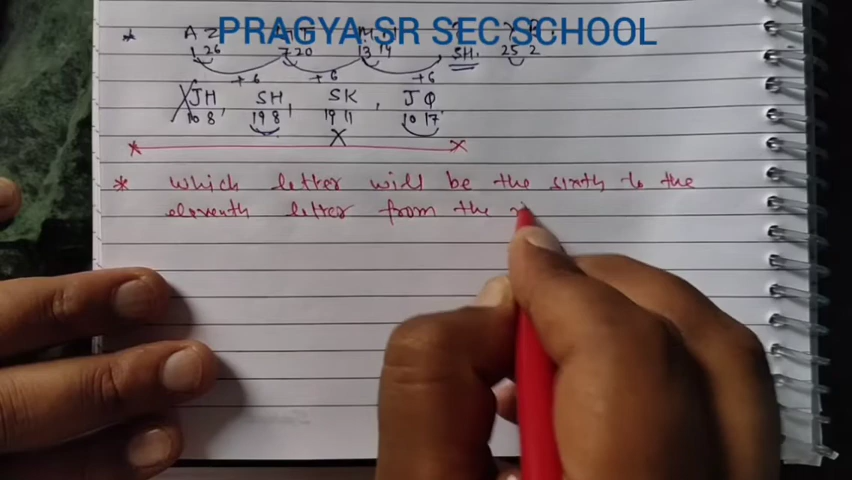 PRAGYA SR SEC SCHOOL
* A Z
1 26 7 20 13 14 SH, 25 2
+6 +6 +6
JH, SH, SK, JQ
10 8 19 8 19 11 10 17
X
* which letter will be the sixth to the
eleventh letter from the